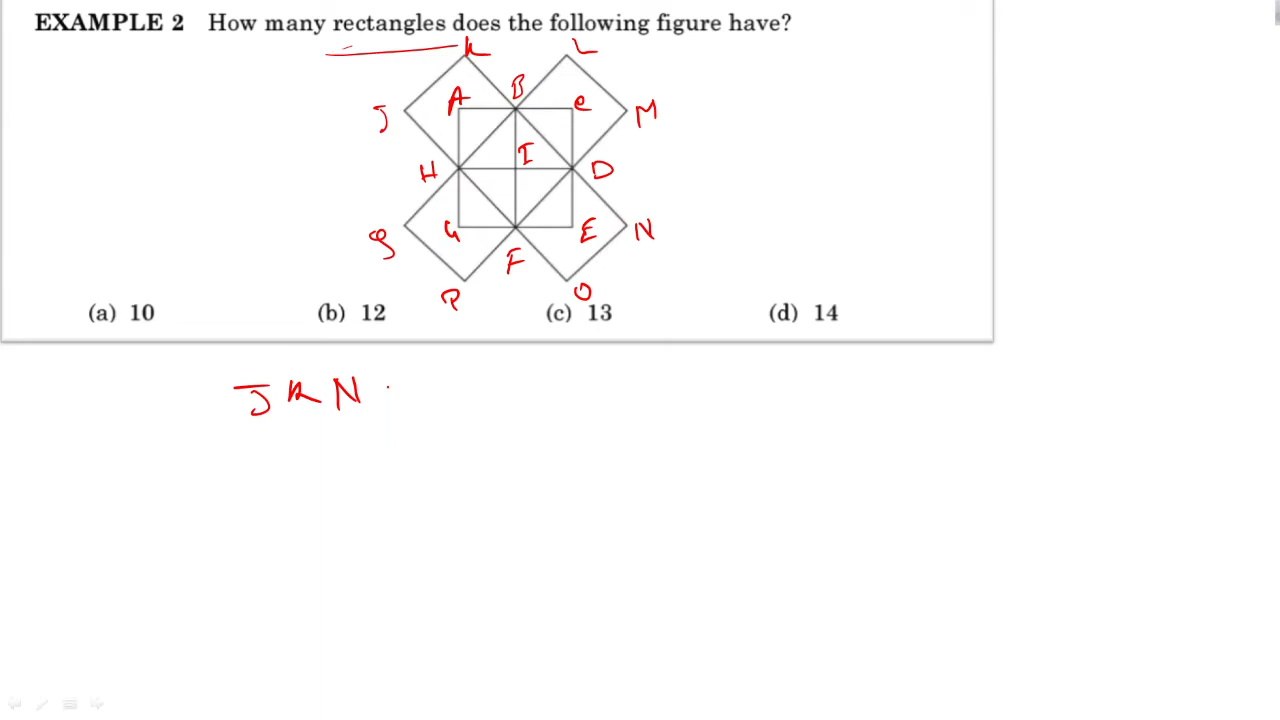 EXAMPLE 2 How many rectangles does the following figure have?
K L
J A B C M
H I D
Q G E N
F
P O
(a) 10 (b) 12 (c) 13 (d) 14
J K N